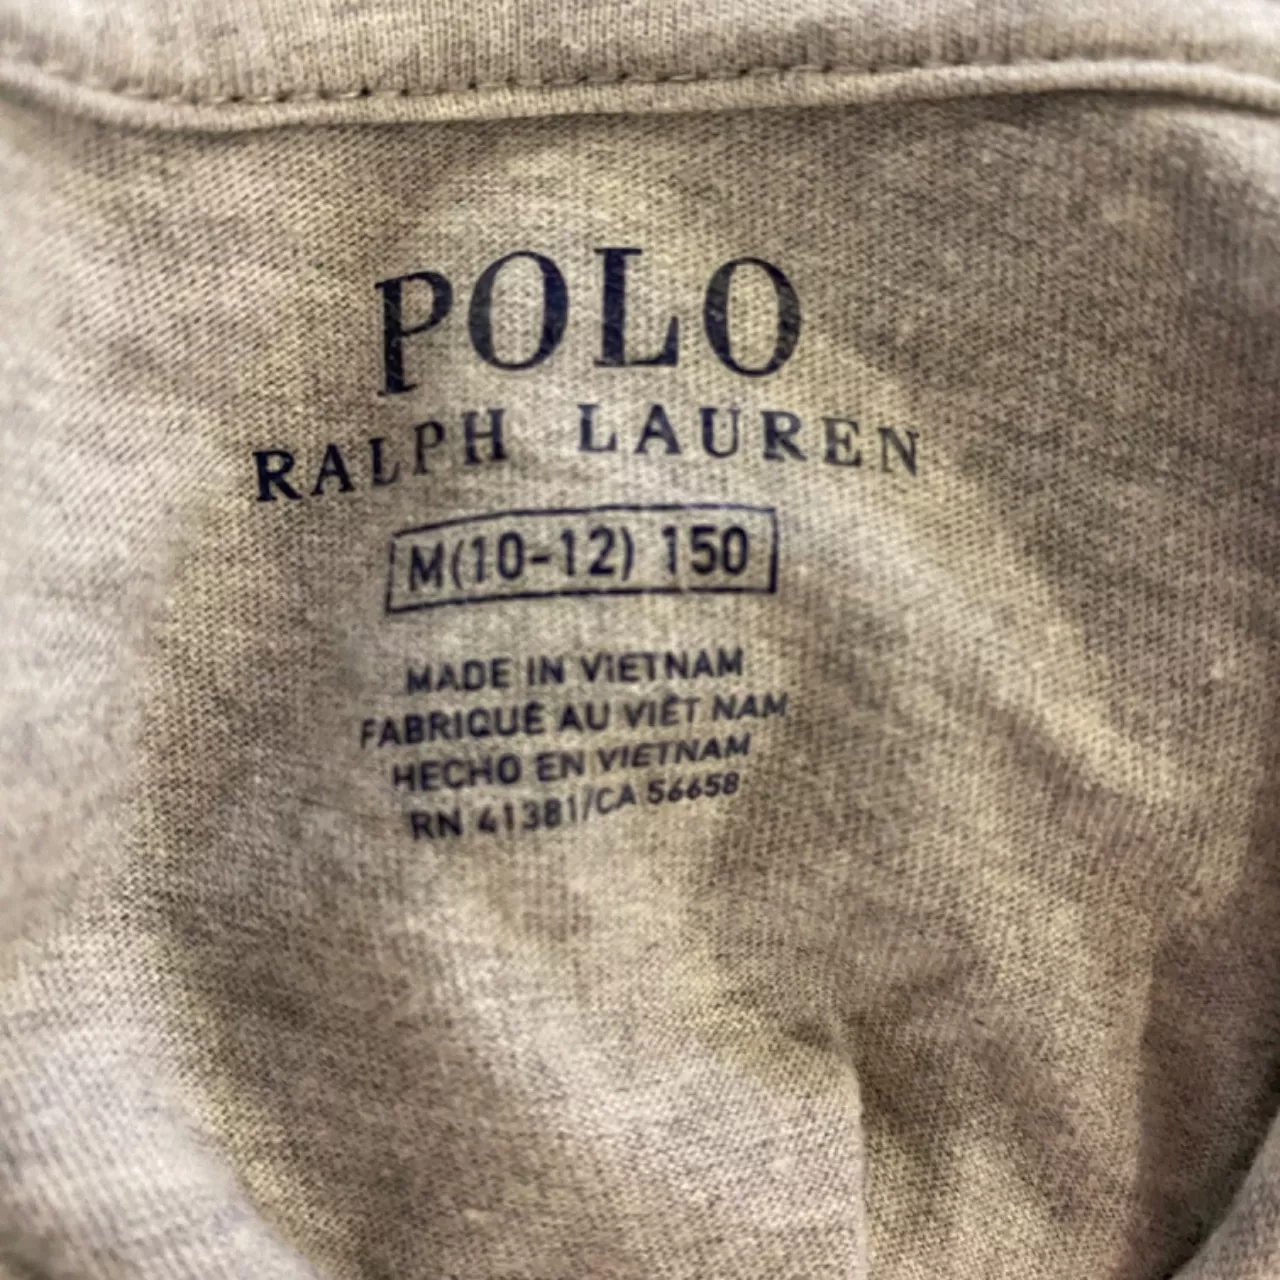 POLO
RALPH LAUREN
M(10-12) 150
MADE IN VIETNAM
FABRIQUÉ AU VIÊT NAM
HECHO EN VIETNAM
RN 41381/CA 56658